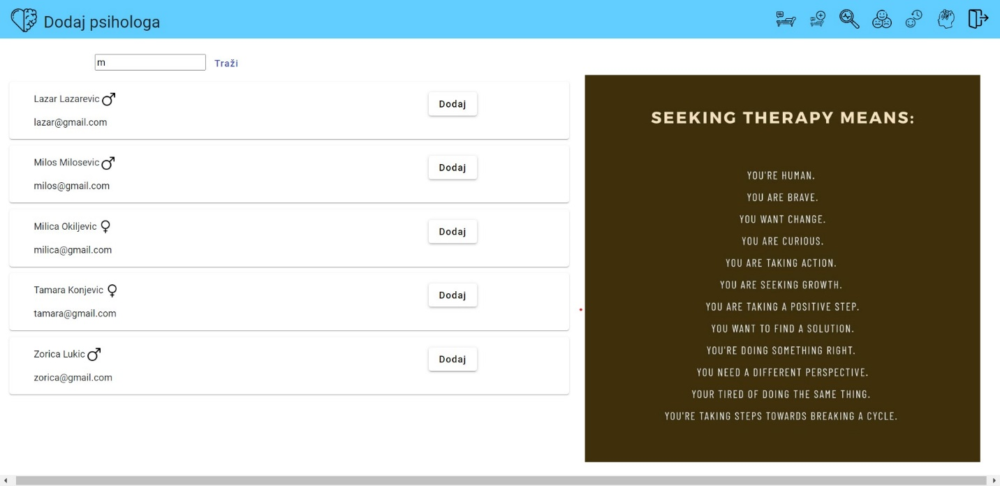 Dodaj psihologa
m
Traži
Lazar Lazarevic
Dodaj
lazar@gmail.com
Milos Milosevic
Dodaj
milos@gmail.com
Milica Okiljevic
Dodaj
milica@gmail.com
Tamara Konjevic
Dodaj
tamara@gmail.com
Zorica Lukic
Dodaj
zorica@gmail.com
SEEKING THERAPY MEANS:
YOU'RE HUMAN.
YOU ARE BRAVE.
YOU WANT CHANGE.
YOU ARE CURIOUS.
YOU ARE TAKING ACTION.
YOU ARE SEEKING GROWTH.
YOU ARE TAKING A POSITIVE STEP.
YOU WANT TO FIND A SOLUTION.
YOU'RE DOING SOMETHING RIGHT.
YOU NEED A DIFFERENT PERSPECTIVE.
YOUR TIRED OF DOING THE SAME THING.
YOU'RE TAKING STEPS TOWARDS BREAKING A CYCLE.